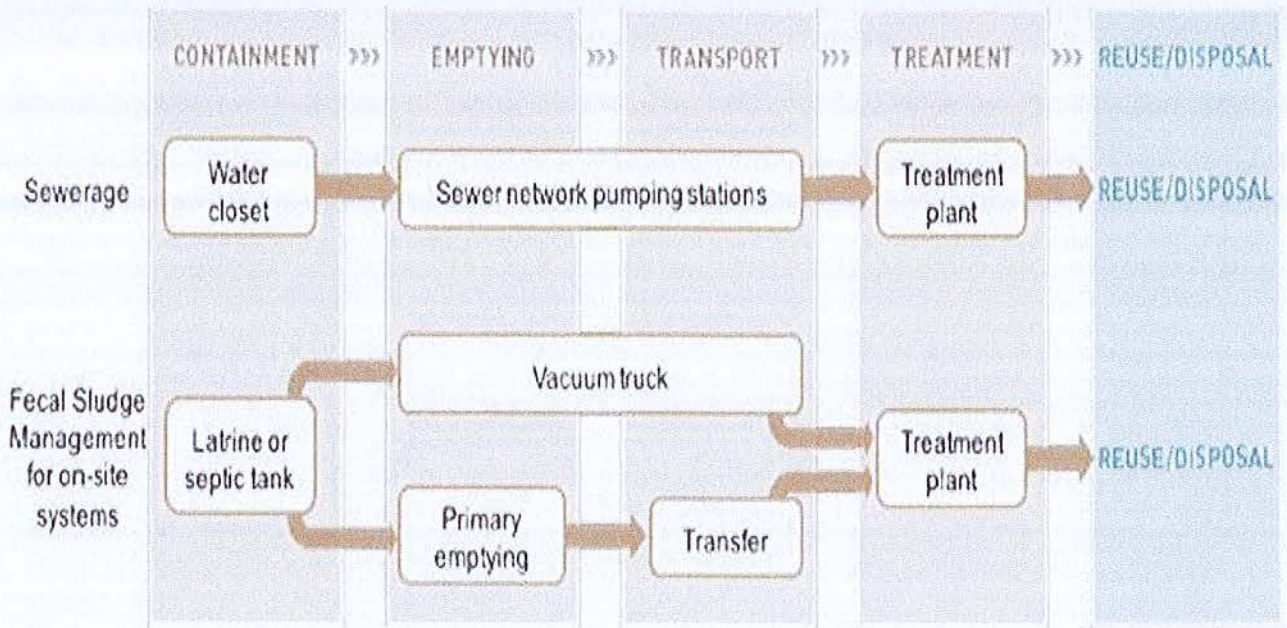 CONTAINMENT >>> EMPTYING >>> TRANSPORT >>> TREATMENT >>> REUSE/DISPOSAL
Sewerage
Water
closet
Sewer network pumping stations
Treatment
plant
REUSE/DISPOSAL
Fecal Sludge
Management
for on-site
systems
Latrine or
septic tank
Vacuum truck
Primary
emptying
Transfer
Treatment
plant
REUSE/DISPOSAL